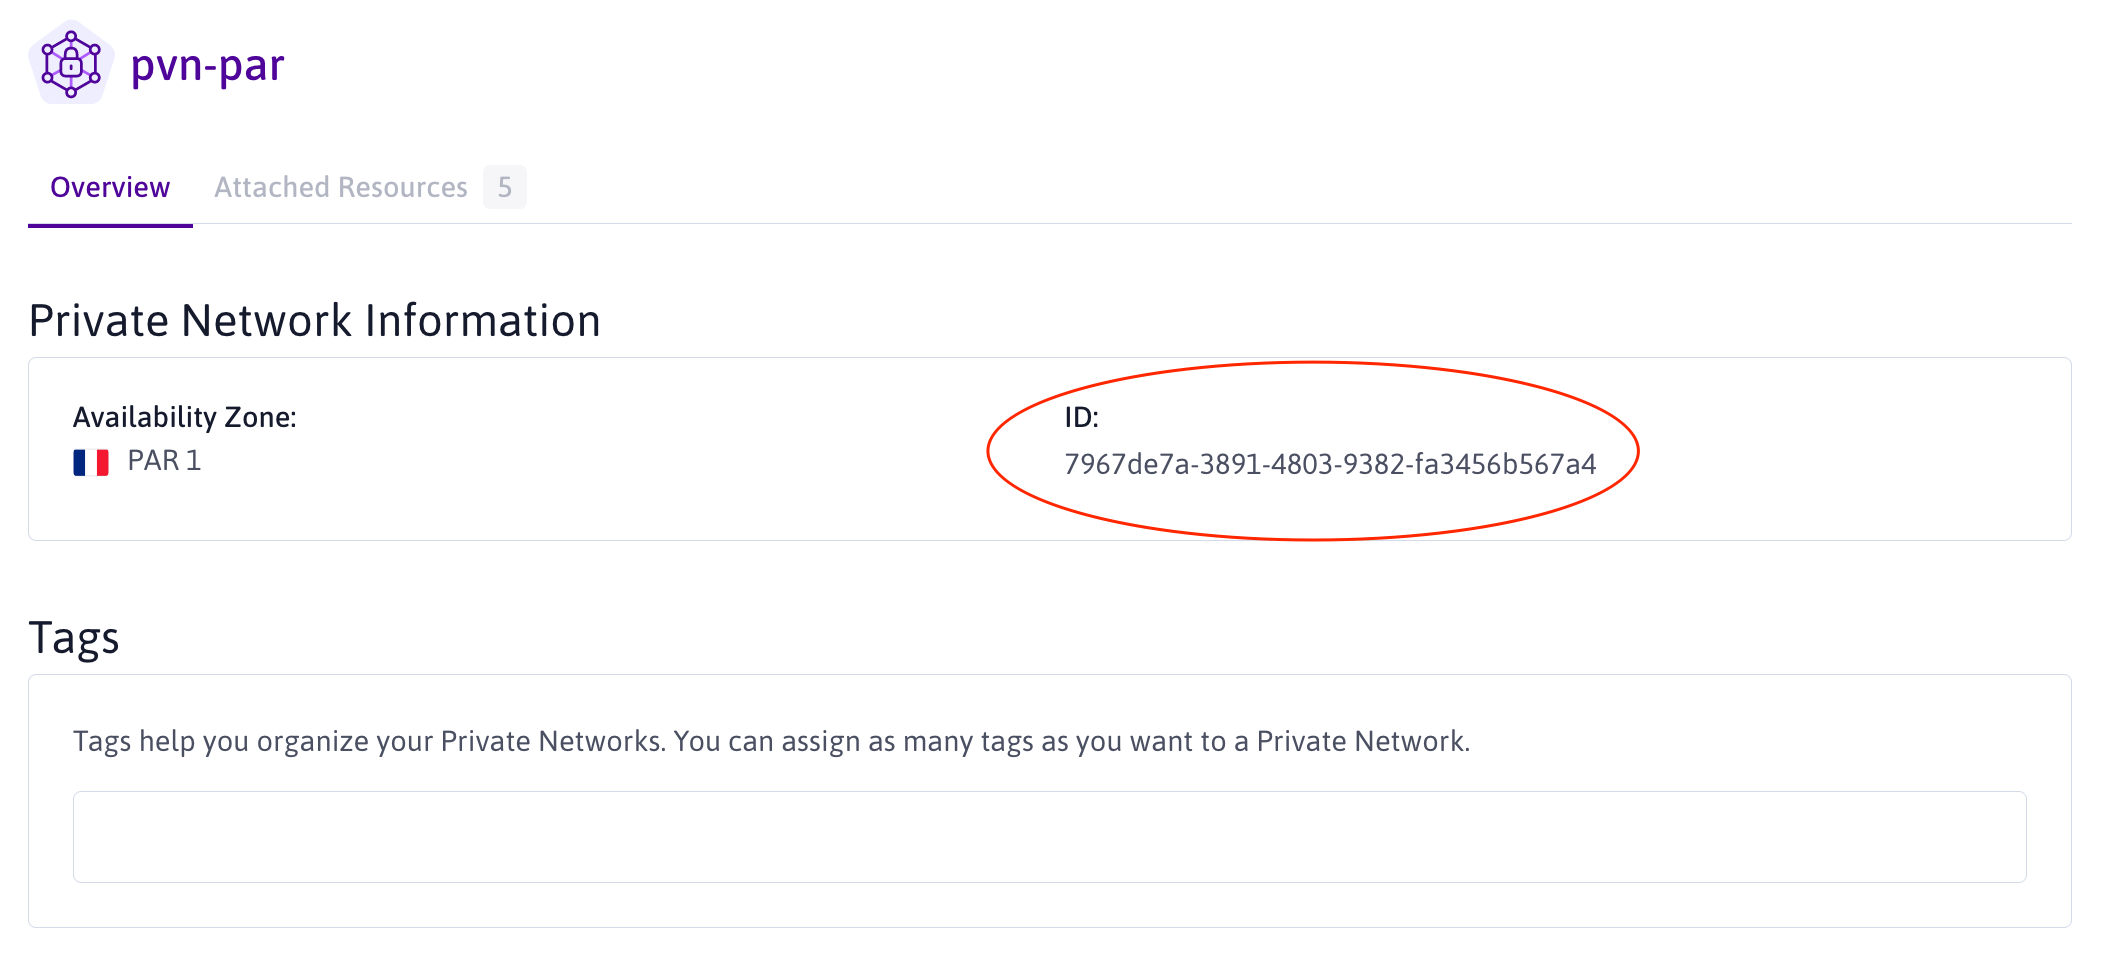 pvn-par
Overview Attached Resources 5
Private Network Information
Availability Zone:
PAR 1
ID:
7967de7a-3891-4803-9382-fa3456b567a4
Tags
Tags help you organize your Private Networks. You can assign as many tags as you want to a Private Network.